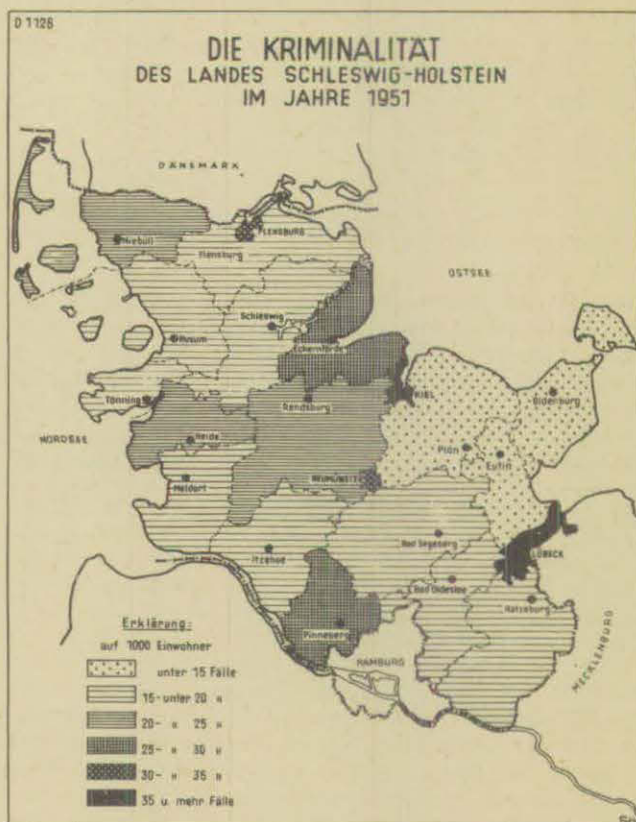 D 1126
DIE KRIMINALITÄT
DES LANDES SCHLESWIG-HOLSTEIN
IM JAHRE 1951
DÄNEMARK
Niebüll
FLENSBURG
Flensburg
OSTSEE
Schleswig
Husum
Eckernförde
Tönning
Rendsburg
KIEL
Oldenburg
NORDSEE
Heide
Plön
Eutin
Meldorf
NEUMÜNSTER
Itzehoe
Bad Segeberg
LÜBECK
Bad Oldesloe
Ratzeburg
Pinneberg
HAMBURG
MECKLENBURG
Erklärung:
auf 1000 Einwohner
unter 15 Fälle
15- unter 20 "
20- " 25 "
25- " 30 "
30- " 35 "
35 u. mehr Fälle